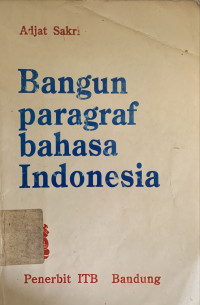 Adjat Sakri
Bangun
paragraf
bahasa
Indonesia
Penerbit ITB Bandung